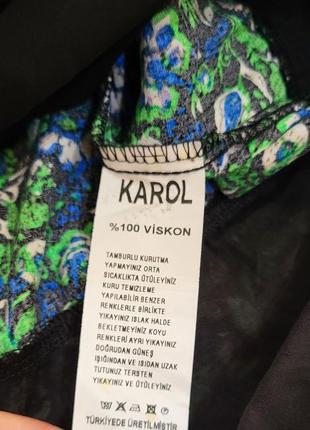 KAROL
%100 VİSKON
TAMBURLU KURUTMA
YAPMAYINIZ ORTA
SICAKLIKTA ÜTÜLEYİNİZ
KURU TEMİZLEME
YAPILABİLİR BENZER
RENKLERLE BİRLİKTE
YIKAYINIZ ISLAK HALDE
BEKLETMEYİNİZ KOYU
RENKLERİ AYRI YIKAYINIZ
DOĞRUDAN GÜNEŞ
IŞIĞINDAN VE ISIDAN UZAK
TUTUNUZ TERSTEN
YIKAYINIZ VE ÜTÜLEYİNİZ
TÜRKİYEDE ÜRETİLMİŞTİR